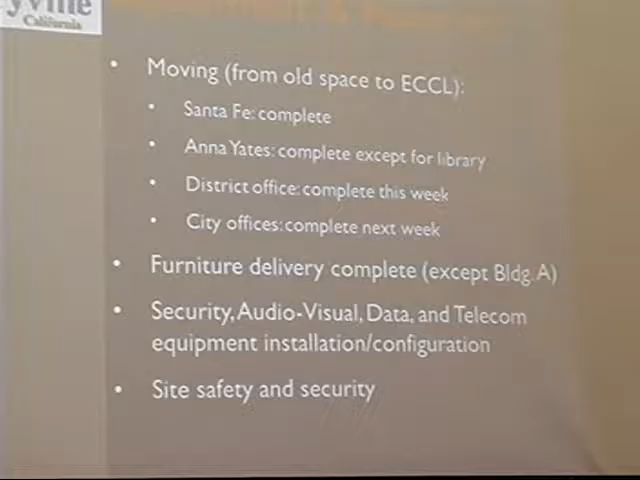 yville
California
• Moving (from old space to ECCL):
• Santa Fe: complete
• Anna Yates: complete except for library
• District office: complete this week
• City offices: complete next week
• Furniture delivery complete (except Bldg. A)
• Security, Audio-Visual, Data, and Telecom
equipment installation/configuration
• Site safety and security